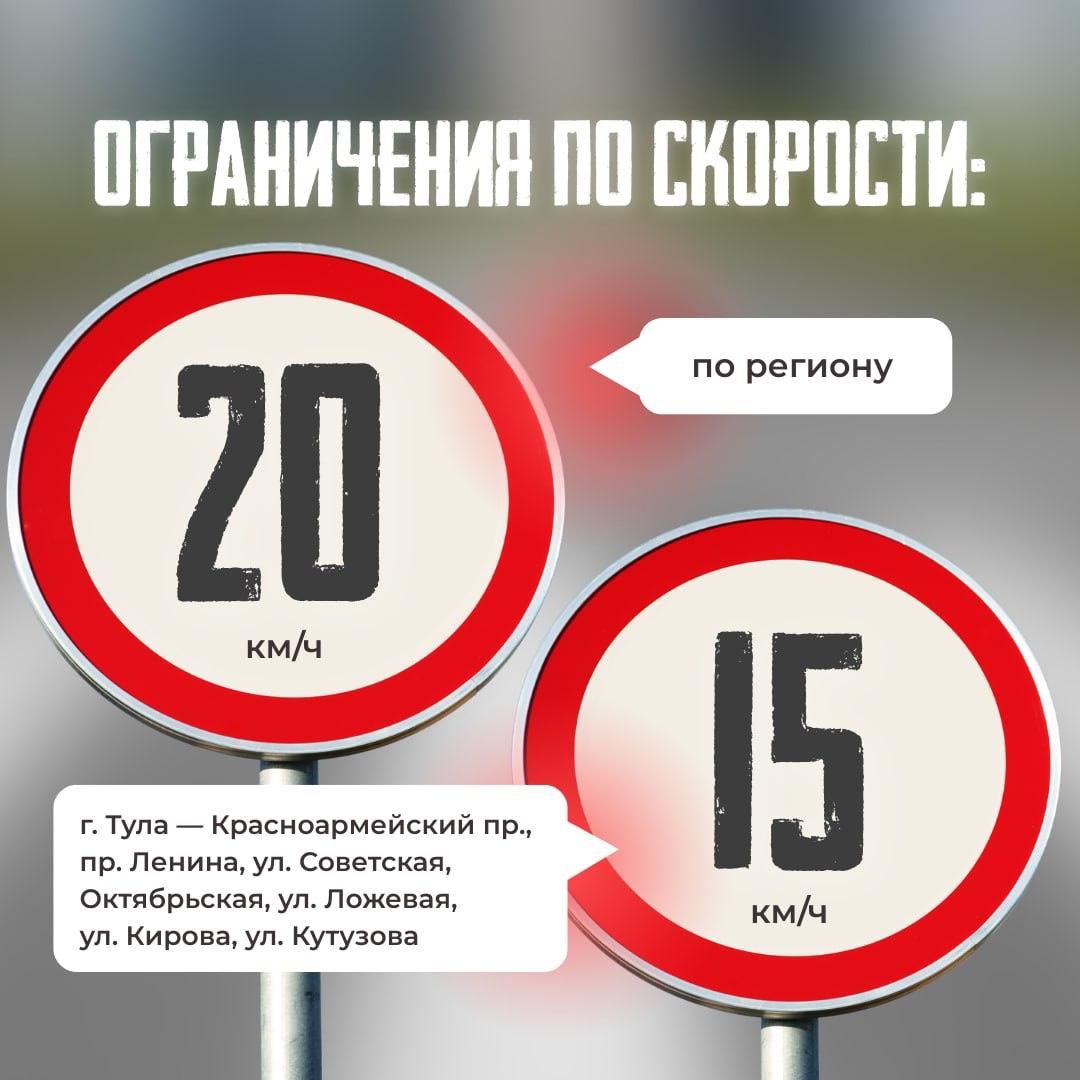 ОГРАНИЧЕНИЯ ПО СКОРОСТИ:
20
км/ч
по региону
15
км/ч
г. Тула — Красноармейский пр.,
пр. Ленина, ул. Советская,
Октябрьская, ул. Ложевая,
ул. Кирова, ул. Кутузова